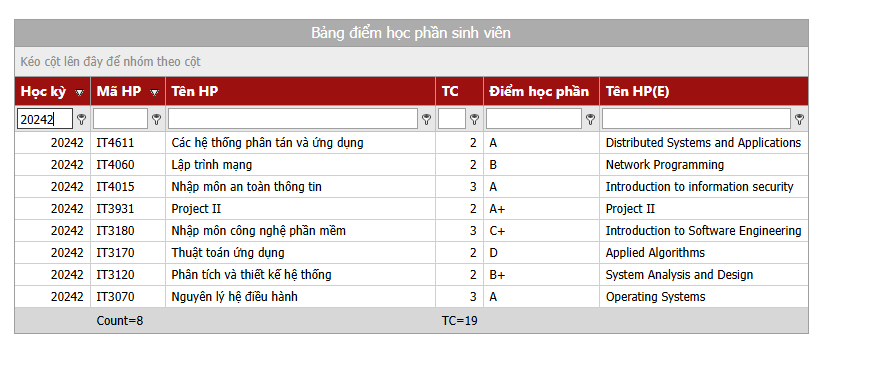 Bảng điểm học phần sinh viên
Kéo cột lên đây để nhóm theo cột
Học kỳ Mã HP Tên HP TC Điểm học phần Tên HP(E)
20242
20242 IT4611 Các hệ thống phân tán và ứng dụng 2 A Distributed Systems and Applications
20242 IT4060 Lập trình mạng 2 B Network Programming
20242 IT4015 Nhập môn an toàn thông tin 3 A Introduction to information security
20242 IT3931 Project II 2 A+ Project II
20242 IT3180 Nhập môn công nghệ phần mềm 3 C+ Introduction to Software Engineering
20242 IT3170 Thuật toán ứng dụng 2 D Applied Algorithms
20242 IT3120 Phân tích và thiết kế hệ thống 2 B+ System Analysis and Design
20242 IT3070 Nguyên lý hệ điều hành 3 A Operating Systems
Count=8 TC=19